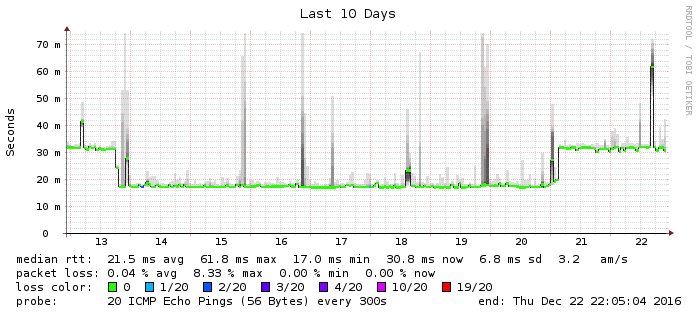 Last 10 Days
RRDTOOL / TOBI OETIKER
Seconds
70 m
60 m
50 m
40 m
30 m
20 m
10 m
0
13 14 15 16 17 18 19 20 21 22
median rtt: 21.5 ms avg 61.8 ms max 17.0 ms min 30.8 ms now 6.8 ms sd 3.2 am/s
packet loss: 0.04 % avg 8.33 % max 0.00 % min 0.00 % now
loss color: 0 1/20 2/20 3/20 4/20 10/20 19/20
probe: 20 ICMP Echo Pings (56 Bytes) every 300s end: Thu Dec 22 22:05:04 2016